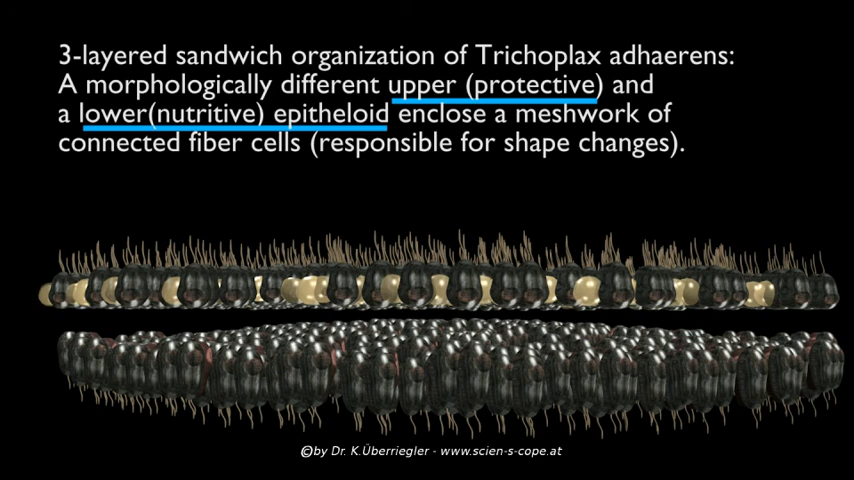 3-layered sandwich organization of Trichoplax adhaerens:
A morphologically different upper (protective) and
a lower(nutritive) epitheloid enclose a meshwork of
connected fiber cells (responsible for shape changes).
©by Dr. K.Überriegler - www.scien-s-cope.at